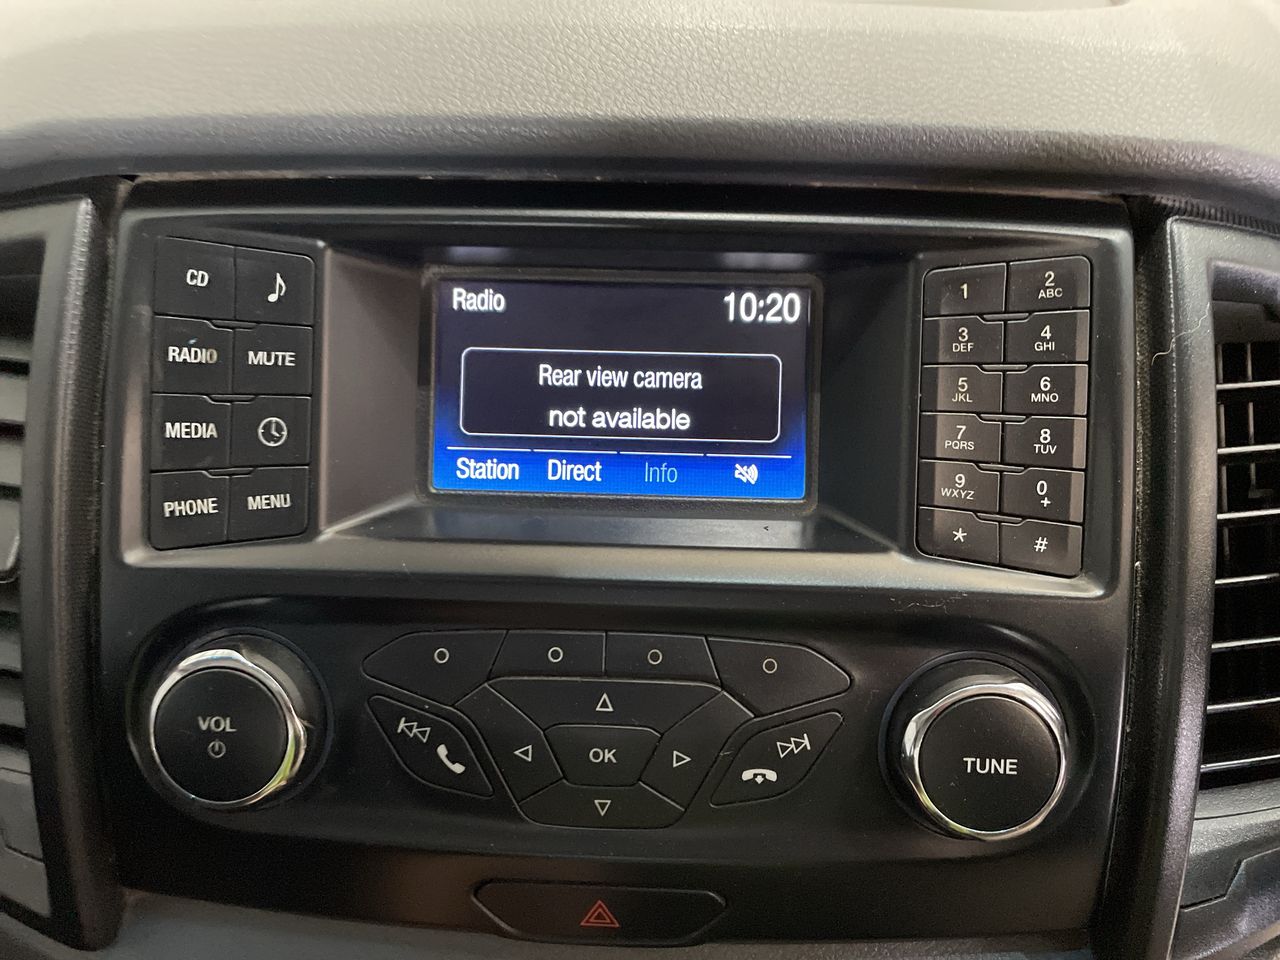 CD
RADIO
MUTE
MEDIA
PHONE
MENU
Radio
10:20
Rear view camera
not available
Station Direct Info
1
2
ABC
3
DEF
4
GHI
5
JKL
6
MNO
7
PQRS
8
TUV
9
WXYZ
0
+
*
#
VOL
OK
TUNE